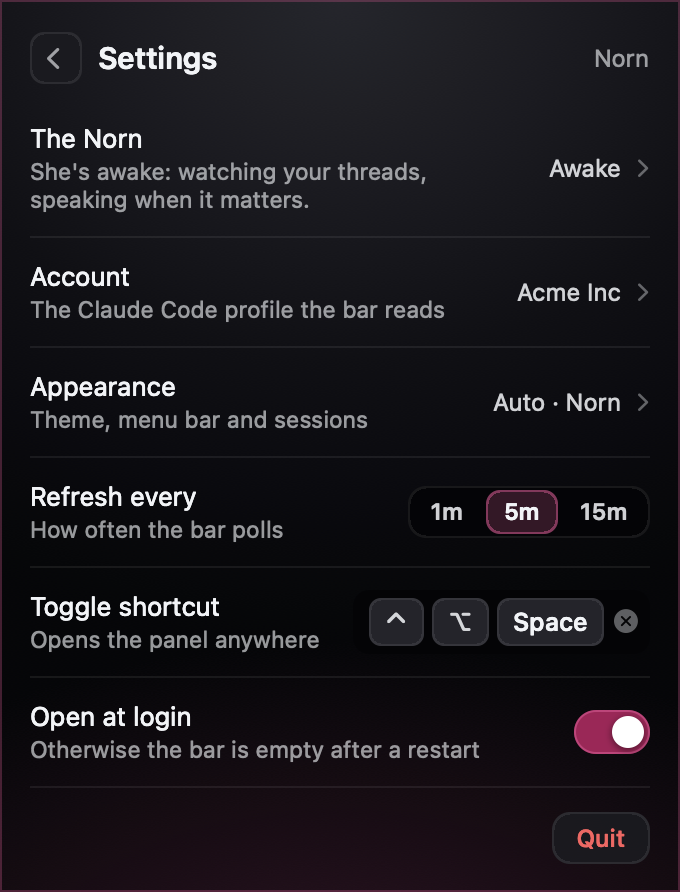 Settings
Norn
The Norn
She's awake: watching your threads,
speaking when it matters.
Awake
Account
The Claude Code profile the bar reads
Acme Inc
Appearance
Theme, menu bar and sessions
Auto · Norn
Refresh every
How often the bar polls
1m 5m 15m
Toggle shortcut
Opens the panel anywhere
⌃ ⌥ Space
Open at login
Otherwise the bar is empty after a restart
Quit